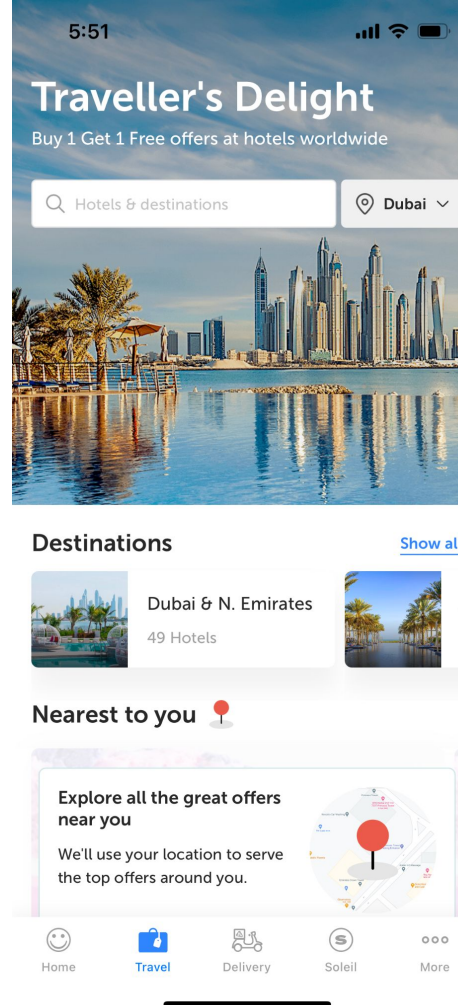 5:51
Traveller's Delight
Buy 1 Get 1 Free offers at hotels worldwide
Hotels & destinations
Dubai
Destinations
Show al
Dubai & N. Emirates
49 Hotels
Nearest to you
Explore all the great offers
near you
We'll use your location to serve
the top offers around you.
S
Home
Travel
Delivery
Soleil
More